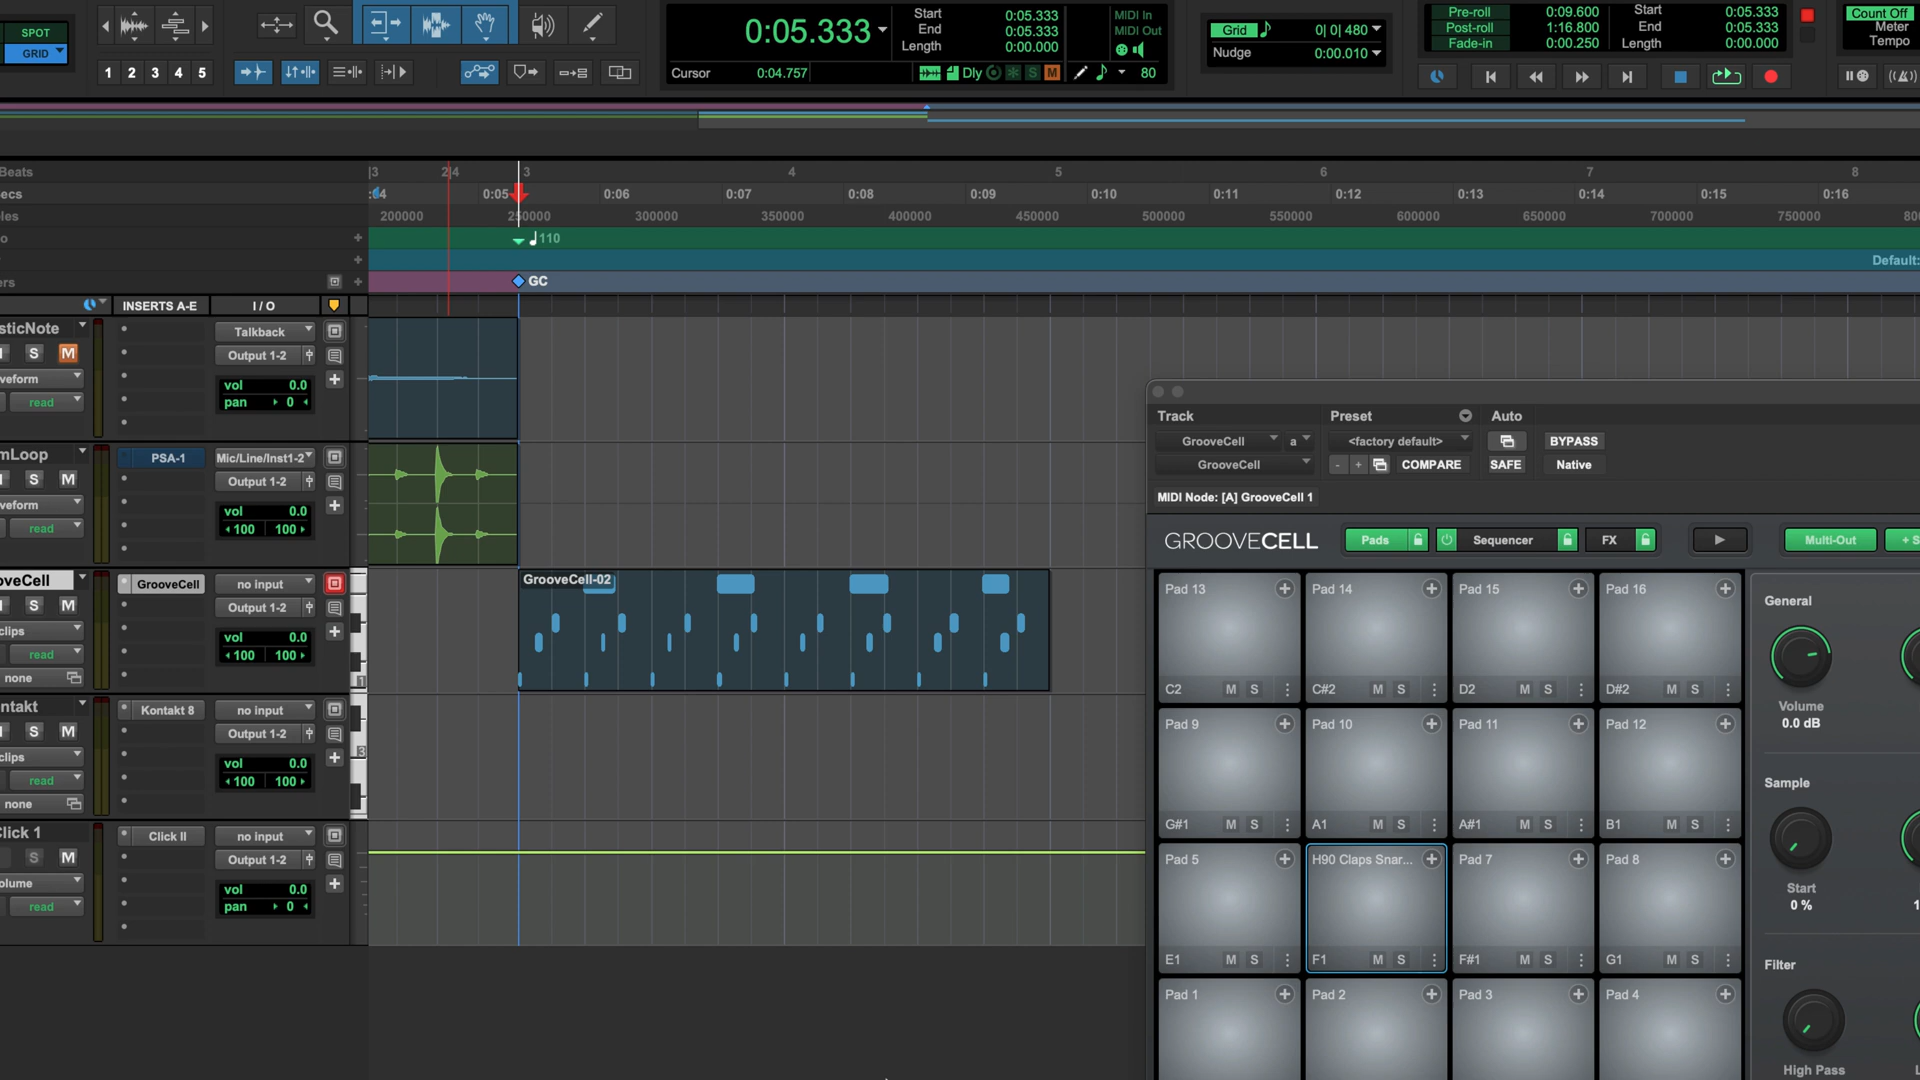 SPOT
GRID
1 2 3 4 5
0:05.333
Start 0:05.333
End 0:05.333
Length 0:00.000
Cursor 0:04.757
MIDI In
MIDI Out
Dly S M 80
Grid 0| 0| 480
Nudge 0:00.010
Pre-roll 0:09.600
Post-roll 1:16.800
Fade-in 0:00.250
Start 0:05.333
End 0:05.333
Length 0:00.000
Count Off
Meter
Tempo
Beats |3 2|4 3 4 5 6 7 8
ecs :04 0:05 0:06 0:07 0:08 0:09 0:10 0:11 0:12 0:13 0:14 0:15 0:16
les 200000 250000 300000 350000 400000 450000 500000 550000 600000 650000 700000 750000 800
o 110
Default:
ers GC
INSERTS A-E I / O
sticNote Talkback
S M Output 1-2
veform vol 0.0
read pan 0
mLoop PSA-1 Mic/Line/Inst1-2
S M Output 1-2
veform vol 0.0
read 100 100
oveCell GrooveCell no input GrooveCell-02
S M Output 1-2
clips vol 0.0
read 100 100
none 1
ntakt Kontakt 8 no input
S M Output 1-2
clips vol 0.0 3
read 100 100
none
Click 1 Click II no input
S M Output 1-2
olume vol 0.0
read pan 0
Track Preset Auto
GrooveCell a <factory default> BYPASS
GrooveCell - + COMPARE SAFE Native
MIDI Node: [A] GrooveCell 1
GROOVECELL Pads Sequencer FX Multi-Out + S
Pad 13 Pad 14 Pad 15 Pad 16
C2 M S C#2 M S D2 M S D#2 M S
Pad 9 Pad 10 Pad 11 Pad 12
G#1 M S A1 M S A#1 M S B1 M S
Pad 5 H90 Claps Snar... Pad 7 Pad 8
E1 M S F1 M S F#1 M S G1 M S
Pad 1 Pad 2 Pad 3 Pad 4
General
Volume
0.0 dB
Sample
Start
0 %
1
Filter
High Pass
L